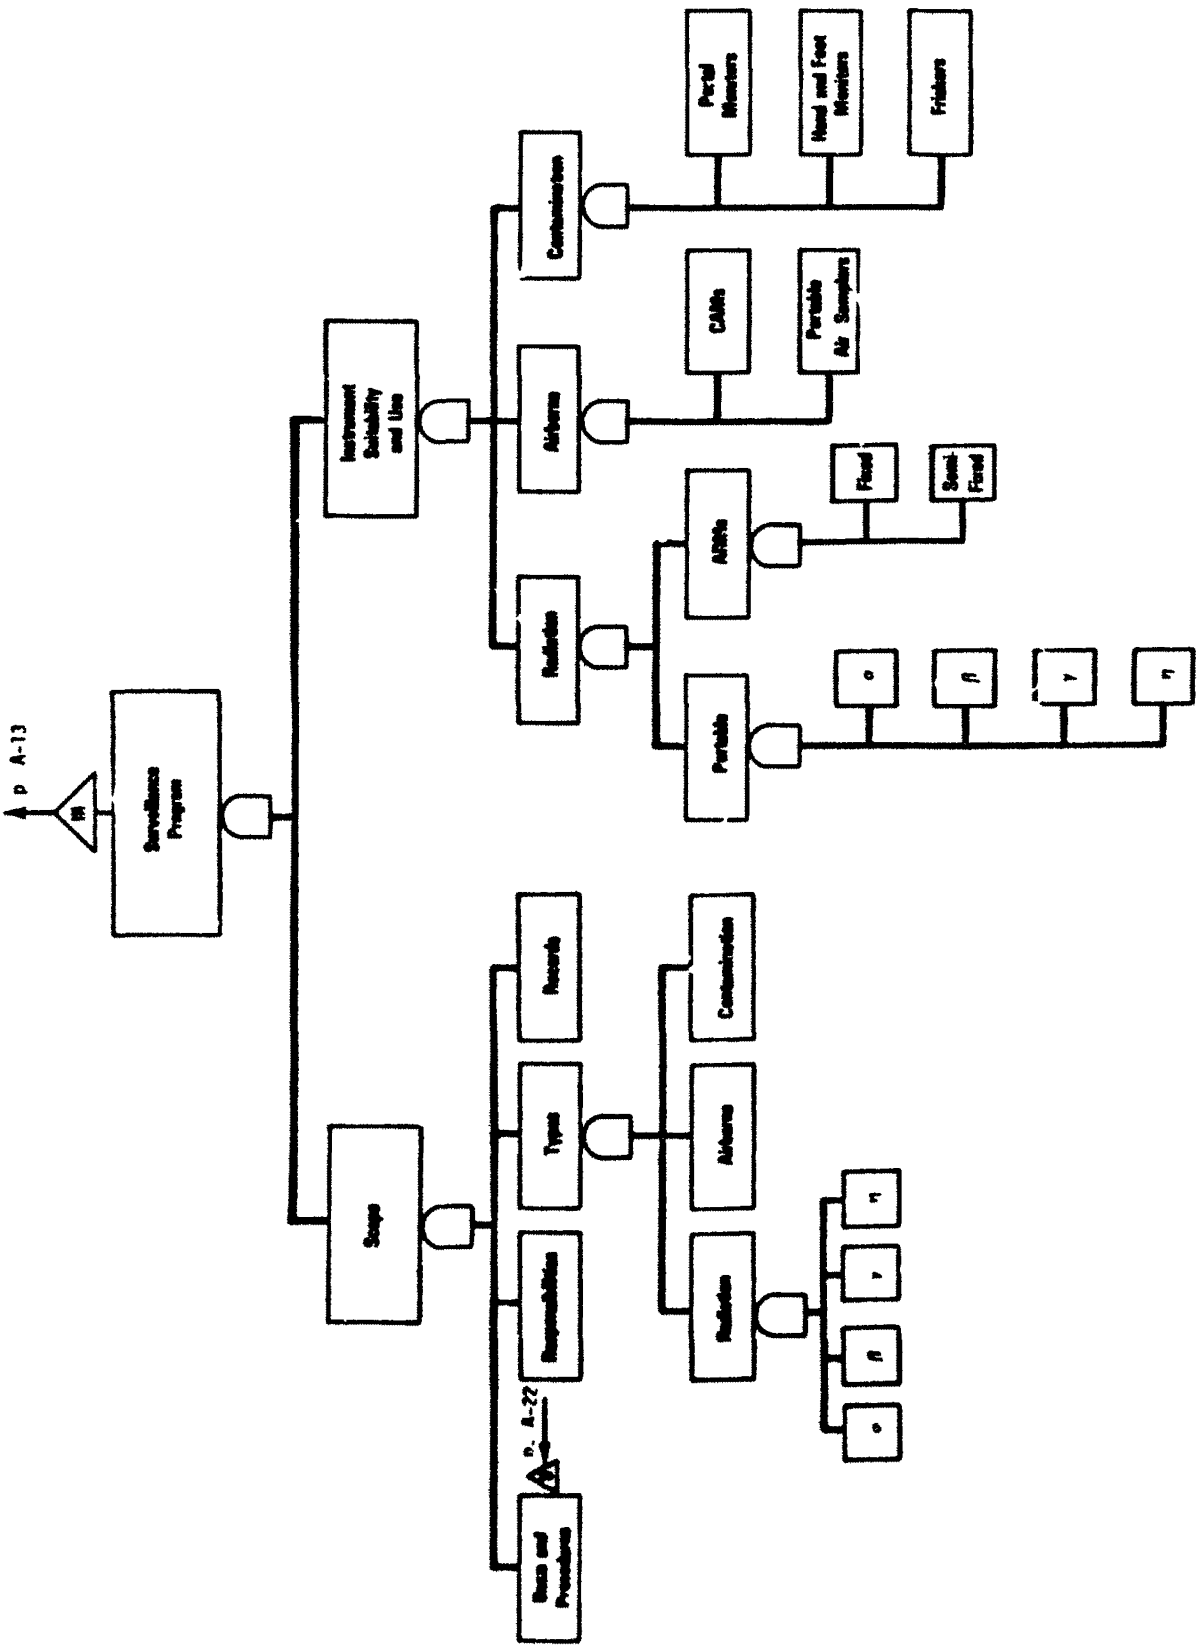 p A-13
Surveillance
Program
Scope
Instrument
Suitability
and Use
Basis and
Procedures
p. A-22
Responsibilities
Types
Records
Radiation
Airborne
Contamination
Radiation
Airborne
Contamination
Portable
ARMs
CAMs
Portable
Air Samplers
Portal
Monitors
Hand and Foot
Monitors
Friskers
α
β
γ
η
α
β
γ
η
Fixed
Semi-
Fixed